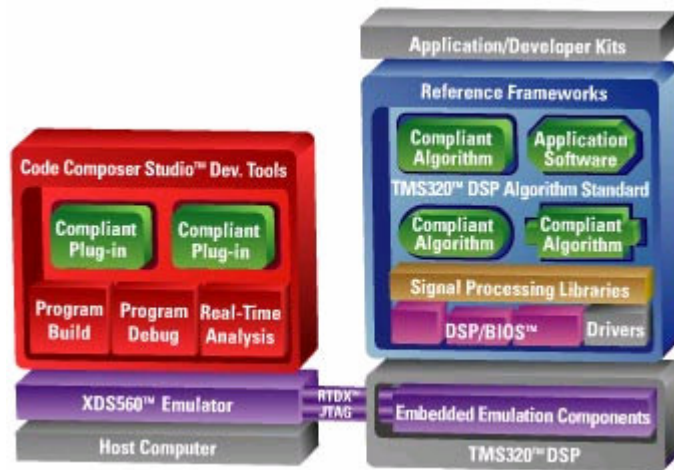 Application/Developer Kits
Reference Frameworks
Compliant
Algorithm
Application
Software
TMS320™ DSP Algorithm Standard
Compliant
Algorithm
Compliant
Algorithm
Signal Processing Libraries
DSP/BIOS™
Drivers
Code Composer Studio™ Dev. Tools
Compliant
Plug-in
Compliant
Plug-in
Program
Build
Program
Debug
Real-Time
Analysis
XDS560™ Emulator
RTDX™
JTAG
Embedded Emulation Components
Host Computer
TMS320™ DSP